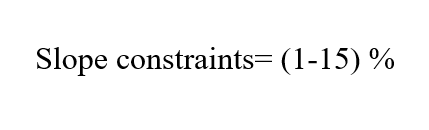 Slope constraints= (1-15) %